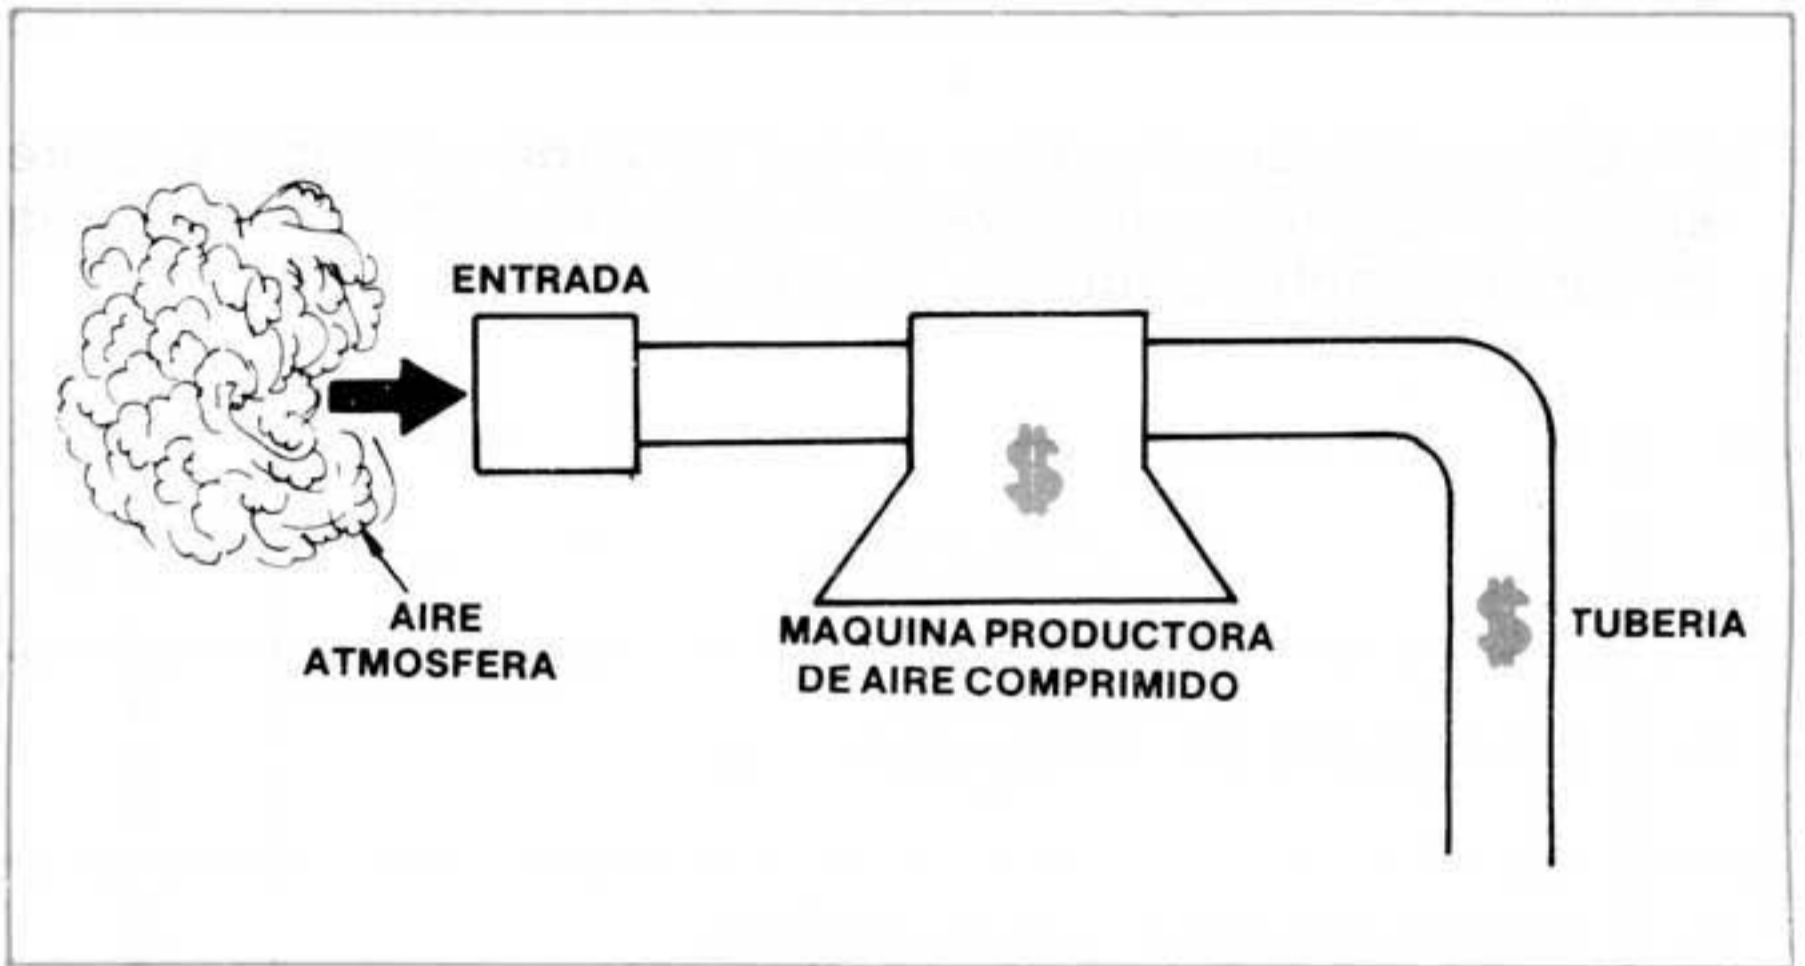 ENTRADA
AIRE
ATMOSFERA
MAQUINA PRODUCTORA
DE AIRE COMPRIMIDO
$
$
TUBERIA